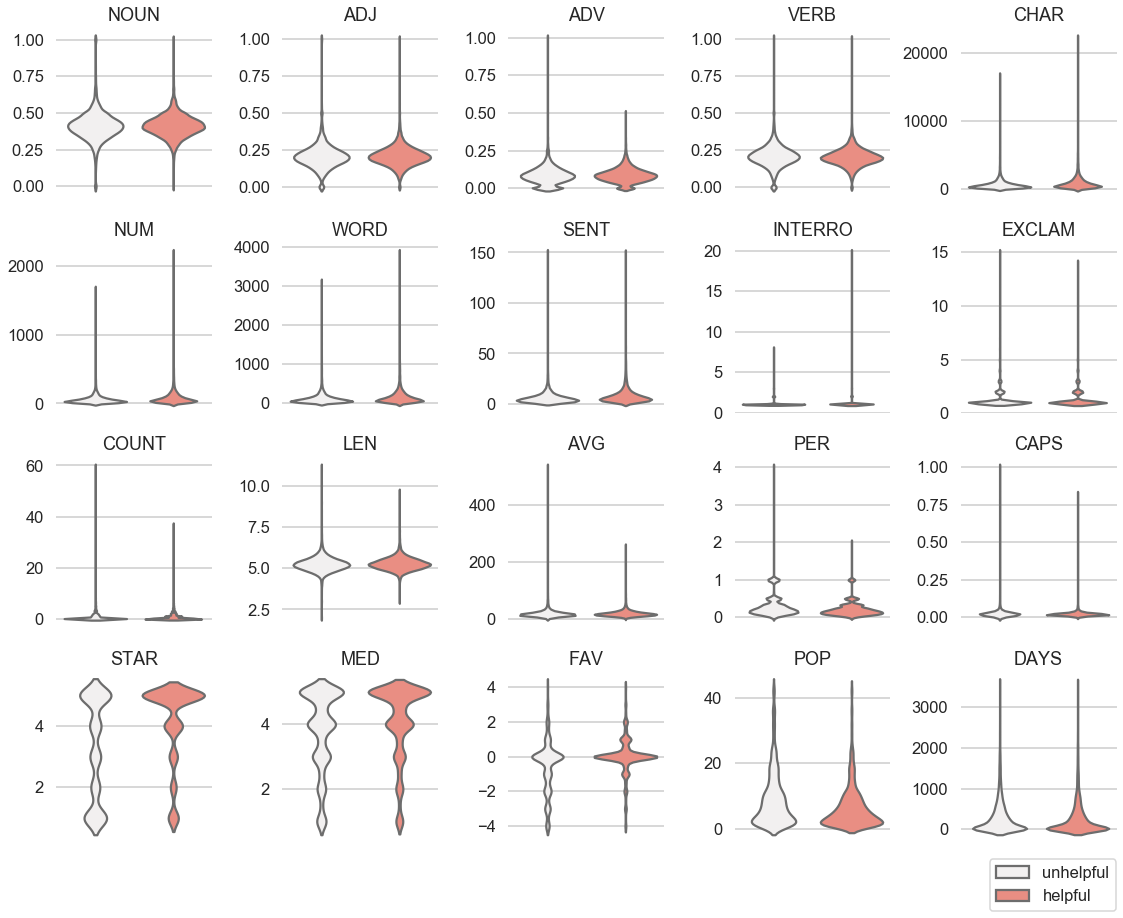 NOUN ADJ ADV VERB CHAR
1.00 1.00 1.00 1.00 20000
0.75 0.75 0.75 0.75
0.50 0.50 0.50 0.50 10000
0.25 0.25 0.25 0.25
0.00 0.00 0.00 0.00 0
NUM WORD SENT INTERRO EXCLAM
4000 150 20 15
2000 3000 15
100 10
2000 10
1000 50 5
1000 5
0 0 0 0 0
COUNT LEN AVG PER CAPS
60 4 1.00
10.0
40 400 3 0.75
7.5
2 0.50
20 5.0 200
1 0.25
0 2.5 0 0 0.00
STAR MED FAV POP DAYS
4 40
3000
4 4 2
20 2000
0
2 2 −2 1000
−4 0 0
unhelpful
helpful